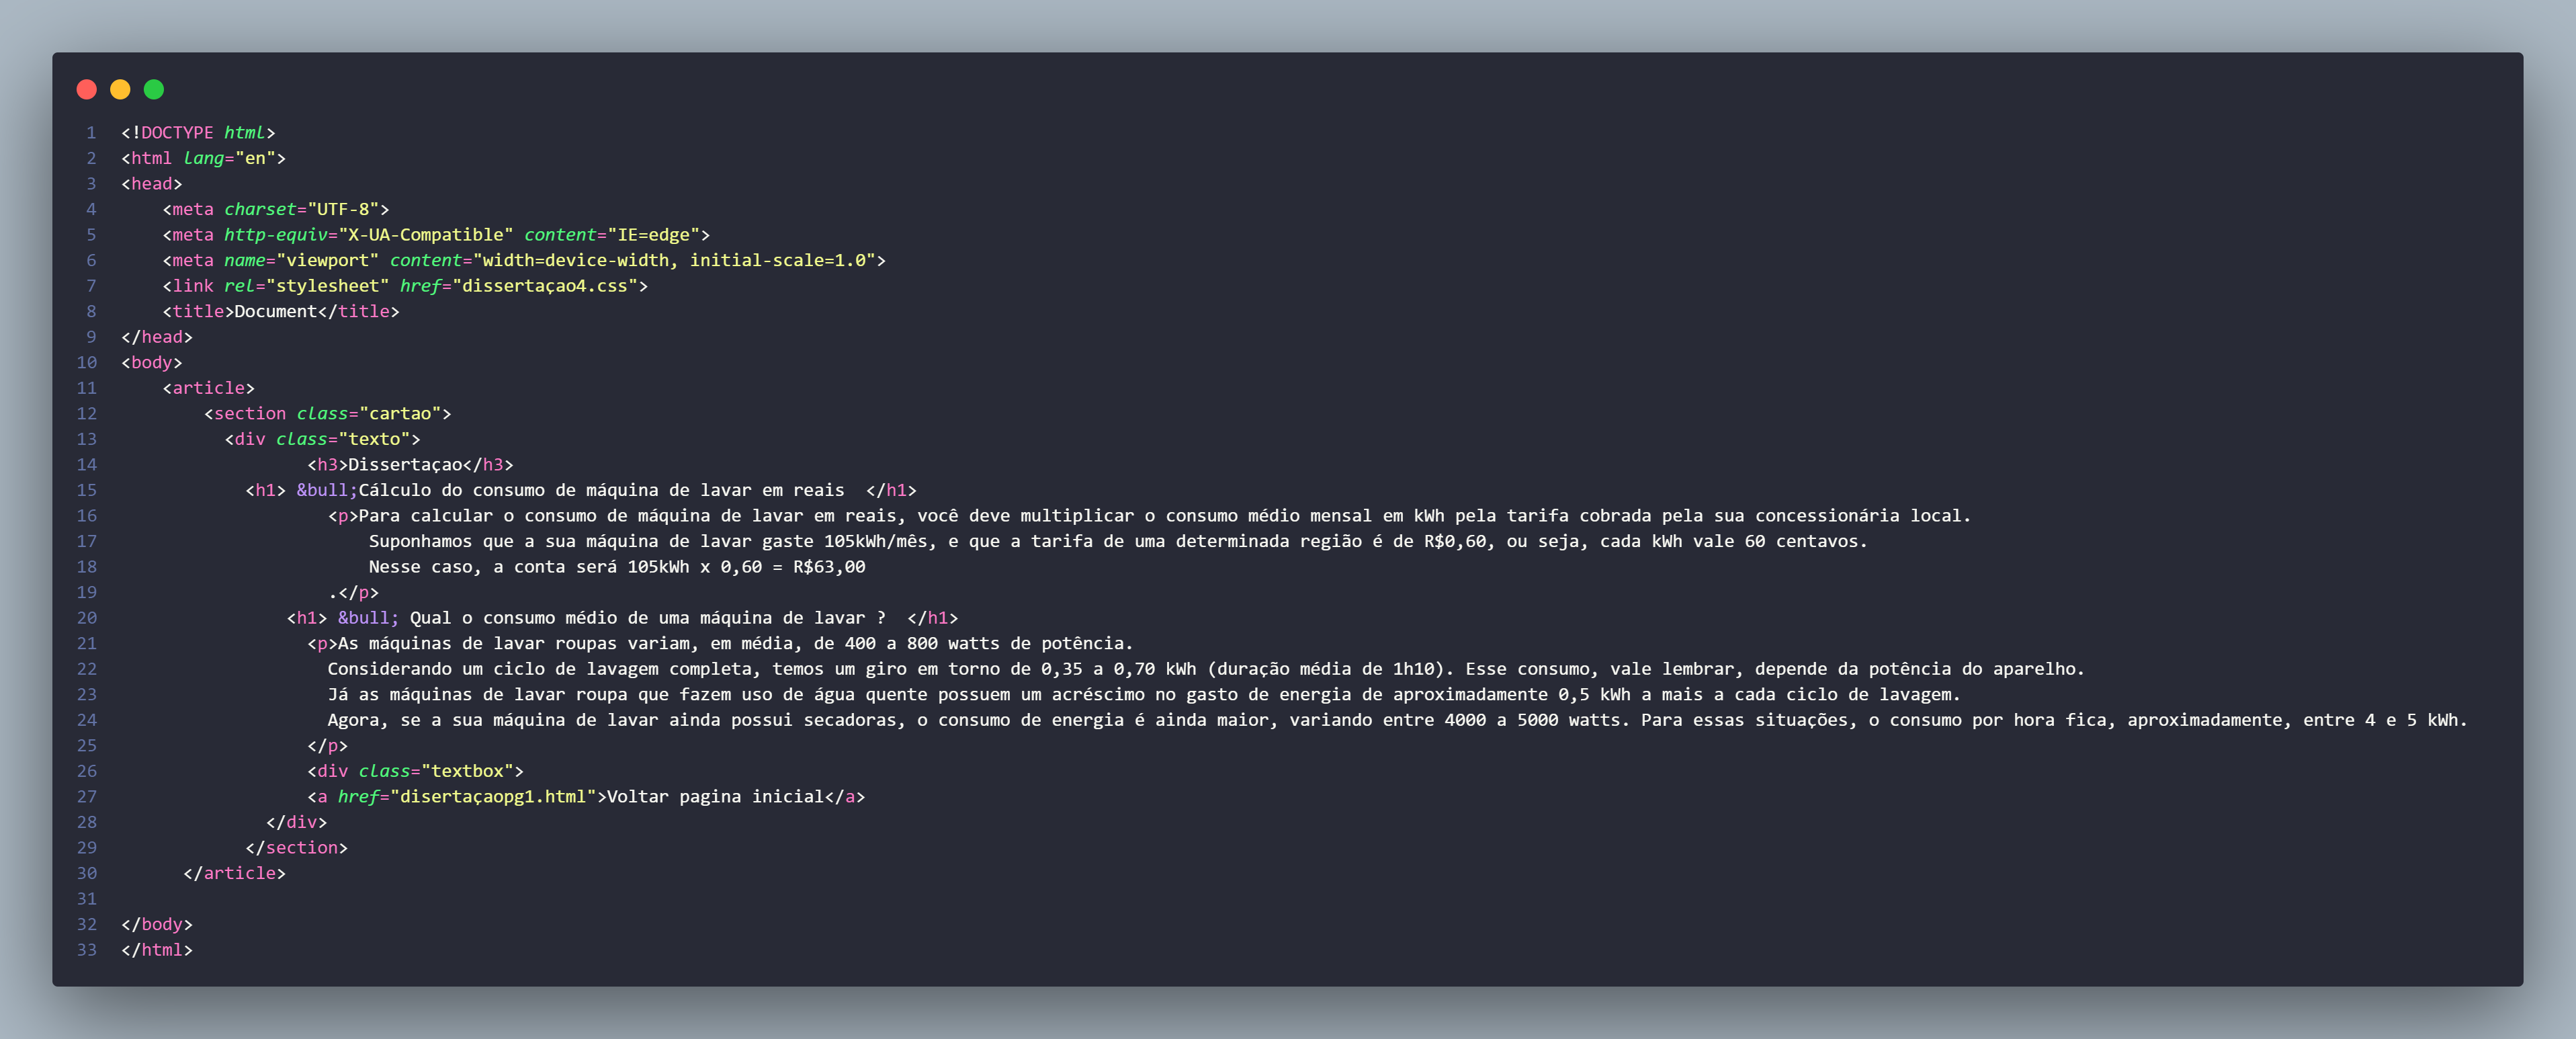 1 <!DOCTYPE html>
2 <html lang="en">
3 <head>
4     <meta charset="UTF-8">
5     <meta http-equiv="X-UA-Compatible" content="IE=edge">
6     <meta name="viewport" content="width=device-width, initial-scale=1.0">
7     <link rel="stylesheet" href="dissertaçao4.css">
8     <title>Document</title>
9 </head>
10 <body>
11     <article>
12         <section class="cartao">
13           <div class="texto">
14                   <h3>Dissertaçao</h3>
15             <h1> &bull;Cálculo do consumo de máquina de lavar em reais  </h1>
16                     <p>Para calcular o consumo de máquina de lavar em reais, você deve multiplicar o consumo médio mensal em kWh pela tarifa cobrada pela sua concessionária local.
17                         Suponhamos que a sua máquina de lavar gaste 105kWh/mês, e que a tarifa de uma determinada região é de R$0,60, ou seja, cada kWh vale 60 centavos.
18                         Nesse caso, a conta será 105kWh x 0,60 = R$63,00
19                     .</p>
20                 <h1> &bull; Qual o consumo médio de uma máquina de lavar ?  </h1>
21                   <p>As máquinas de lavar roupas variam, em média, de 400 a 800 watts de potência.
22                     Considerando um ciclo de lavagem completa, temos um giro em torno de 0,35 a 0,70 kWh (duração média de 1h10). Esse consumo, vale lembrar, depende da potência do aparelho.
23                     Já as máquinas de lavar roupa que fazem uso de água quente possuem um acréscimo no gasto de energia de aproximadamente 0,5 kWh a mais a cada ciclo de lavagem.
24                     Agora, se a sua máquina de lavar ainda possui secadoras, o consumo de energia é ainda maior, variando entre 4000 a 5000 watts. Para essas situações, o consumo por hora fica, aproximadamente, entre 4 e 5 kWh.
25                   </p>
26                   <div class="textbox">
27                   <a href="disertaçaopg1.html">Voltar pagina inicial</a>
28               </div>
29             </section>
30       </article>
31
32 </body>
33 </html>